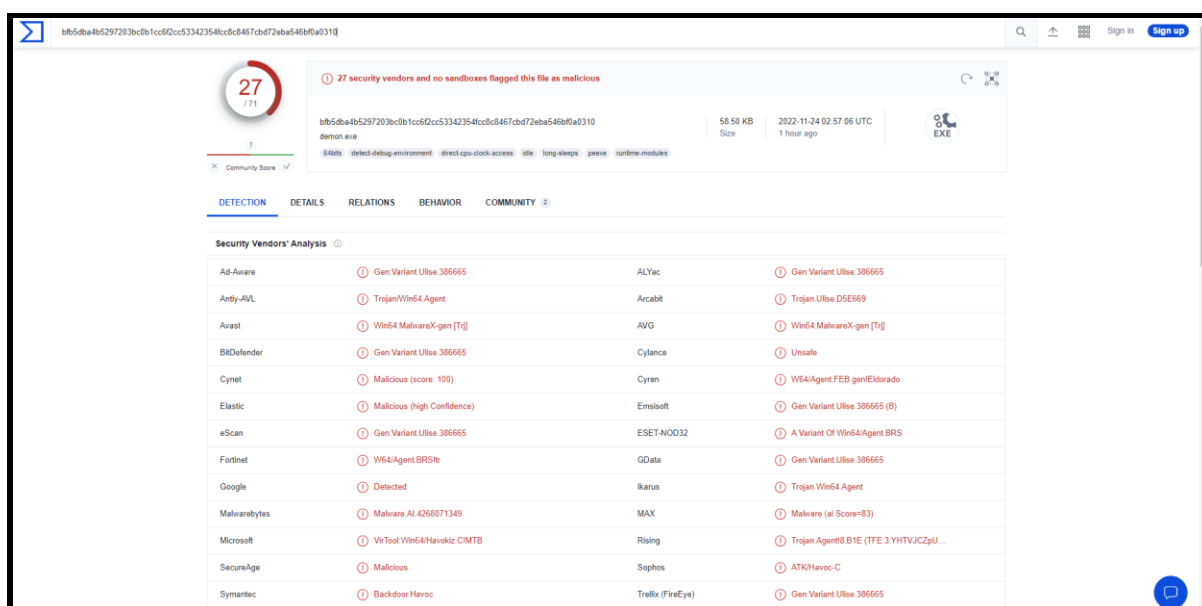 bfb5dba4b5297203bc0b1cc6f2cc53342354fcc8c8467cbd72eba546bf0a0310
Sign in
Sign up
27
/ 71
?
Community Score
27 security vendors and no sandboxes flagged this file as malicious
bfb5dba4b5297203bc0b1cc6f2cc53342354fcc8c8467cbd72eba546bf0a0310
demon.exe
58.50 KB
Size
2022-11-24 02:57:06 UTC
1 hour ago
EXE
64bits detect-debug-environment direct-cpu-clock-access idle long-sleeps peexe runtime-modules
DETECTION DETAILS RELATIONS BEHAVIOR COMMUNITY 2
Security Vendors' Analysis
Ad-Aware Gen:Variant.Ulise.386665 ALYac Gen:Variant.Ulise.386665
Antiy-AVL Trojan/Win64.Agent Arcabit Trojan.Ulise.D5E669
Avast Win64:MalwareX-gen [Trj] AVG Win64:MalwareX-gen [Trj]
BitDefender Gen:Variant.Ulise.386665 Cylance Unsafe
Cynet Malicious (score: 100) Cyren W64/Agent.FEB.gen!Eldorado
Elastic Malicious (high Confidence) Emsisoft Gen:Variant.Ulise.386665 (B)
eScan Gen:Variant.Ulise.386665 ESET-NOD32 A Variant Of Win64/Agent.BRS
Fortinet W64/Agent.BRS!tr GData Gen:Variant.Ulise.386665
Google Detected Ikarus Trojan.Win64.Agent
Malwarebytes Malware.AI.4268071349 MAX Malware (ai Score=83)
Microsoft VirTool:Win64/Havokiz.C!MTB Rising Trojan.Agent!8.B1E (TFE:3:YHTVJCZpU...
SecureAge Malicious Sophos ATK/Havoc-C
Symantec Backdoor.Havoc Trellix (FireEye) Gen:Variant.Ulise.386665